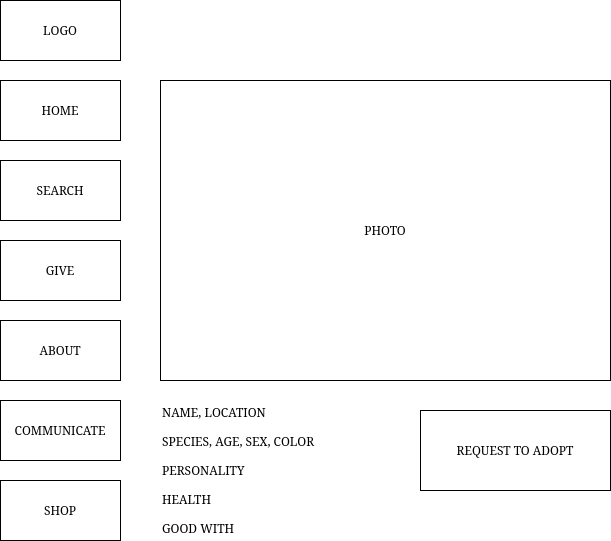 LOGO
HOME
SEARCH
GIVE
ABOUT
COMMUNICATE
SHOP
PHOTO
NAME, LOCATION
SPECIES, AGE, SEX, COLOR
PERSONALITY
HEALTH
GOOD WITH
REQUEST TO ADOPT